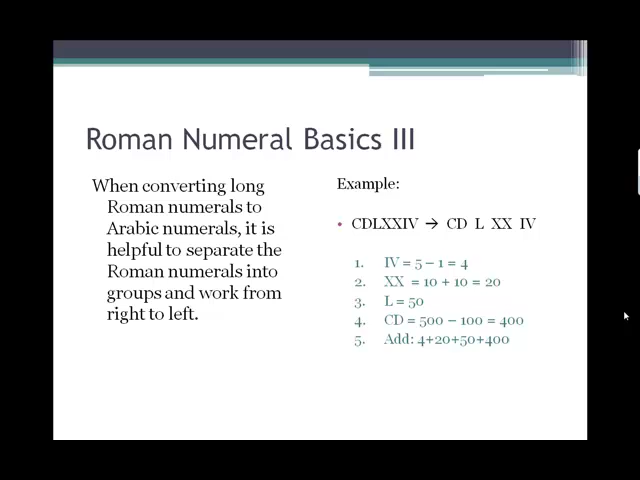 Roman Numeral Basics III
When converting long
Roman numerals to
Arabic numerals, it is
helpful to separate the
Roman numerals into
groups and work from
right to left.
Example:
• CDLXXIV → CD L XX IV
1. IV = 5 – 1 = 4
2. XX = 10 + 10 = 20
3. L = 50
4. CD = 500 – 100 = 400
5. Add: 4+20+50+400